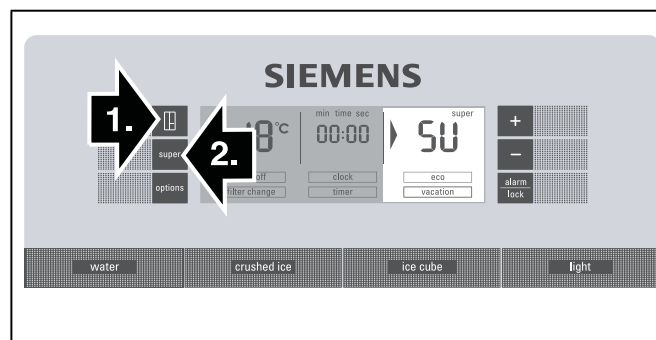 SIEMENS
1.
min time sec
super
°C
00:00
SU
+
super
2.
–
options
off
clock
eco
alarm
lock
filter change
timer
vacation
water
crushed ice
ice cube
light